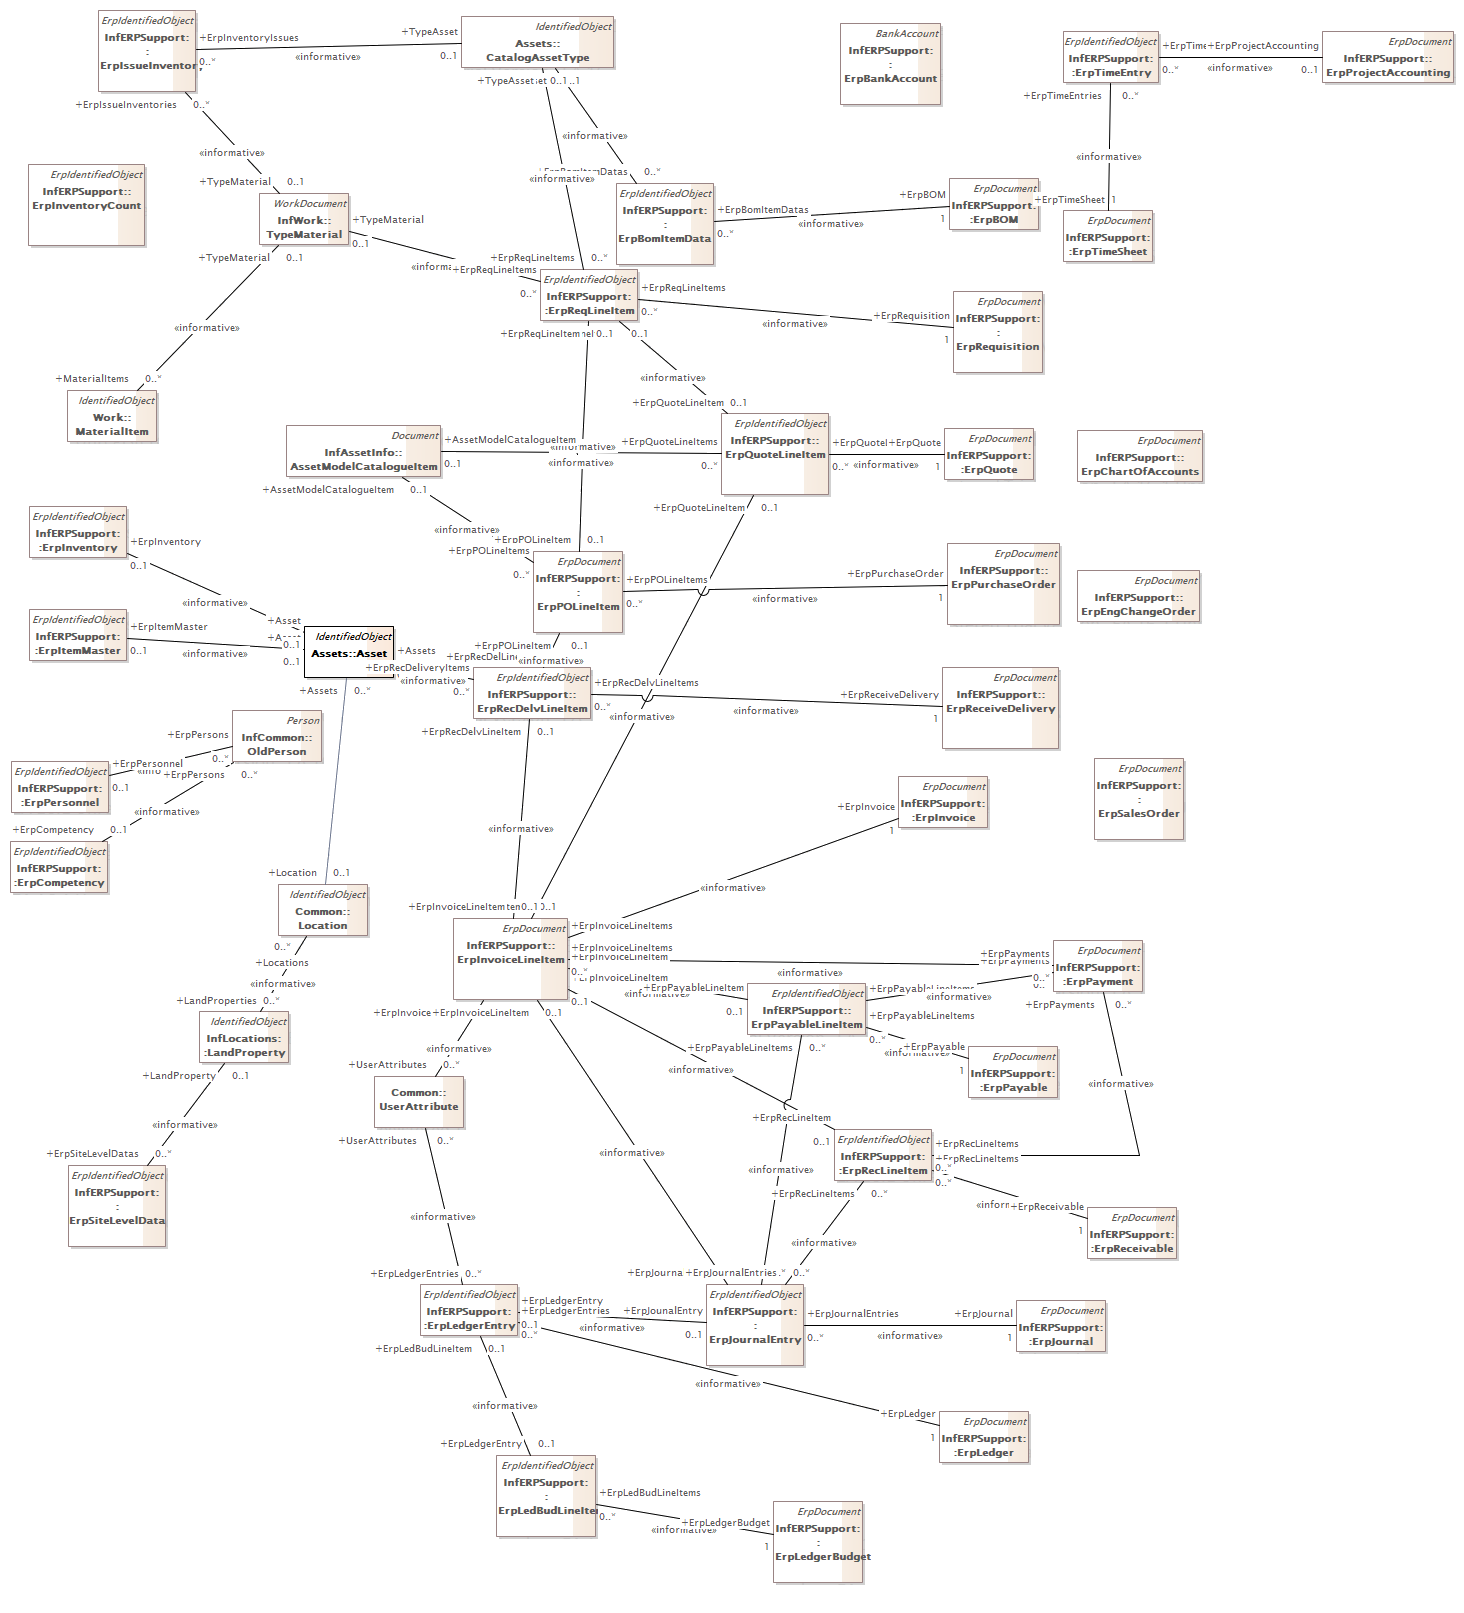 ErpIdentifiedObject
InfERPSupport:
:
ErpIssueInventory
+ErpInventoryIssues
0..*
«informative»
+TypeAsset
0..1
IdentifiedObject
Assets::
CatalogAssetType
BankAccount
InfERPSupport:
:
ErpBankAccount
ErpIdentifiedObject
InfERPSupport:
:ErpTimeEntry
+ErpTime
+ErpProjectAccounting
0..*
«informative»
0..1
ErpDocument
InfERPSupport::
ErpProjectAccounting
+ErpIssueInventories
0..*
+TypeAsset
0..1
+ErpTimeEntries
0..*
«informative»
«informative»
«informative»
ErpIdentifiedObject
InfERPSupport::
ErpInventoryCount
+TypeMaterial
0..1
«informative»
0..*
WorkDocument
InfWork::
TypeMaterial
ErpIdentifiedObject
InfERPSupport:
:
ErpBomItemData
+ErpBomItemDatas
0..*
«informative»
+ErpBOM
1
ErpDocument
InfERPSupport:
:ErpBOM
+ErpTimeSheet
1
ErpDocument
InfERPSupport:
:ErpTimeSheet
+TypeMaterial
0..1
+TypeMaterial
0..1
+ErpReqLineItems
0..*
+ErpReqLineItems
0..*
ErpIdentifiedObject
InfERPSupport:
:ErpReqLineItem
+ErpReqLineItems
0..*
«informative»
+ErpRequisition
1
ErpDocument
InfERPSupport:
:
ErpRequisition
«informative»
0..1
0..1
«informative»
+MaterialItems
0..*
IdentifiedObject
Work::
MaterialItem
+ErpQuoteLineItem
0..1
Document
InfAssetInfo::
AssetModelCatalogueItem
+AssetModelCatalogueItem
0..1
«informative»
+ErpQuoteLineItems
0..*
ErpIdentifiedObject
InfERPSupport::
ErpQuoteLineItem
+ErpQuote
0..*
«informative»
1
ErpDocument
InfERPSupport:
:ErpQuote
ErpDocument
InfERPSupport::
ErpChartOfAccounts
+AssetModelCatalogueItem
0..1
+ErpQuoteLineItem
0..1
ErpIdentifiedObject
InfERPSupport:
:ErpInventory
+ErpInventory
0..1
«informative»
«informative»
+ErpPOLineItem
0..1
+ErpPOLineItems
0..*
ErpDocument
InfERPSupport:
:
ErpPOLineItem
+ErpPOLineItems
0..*
«informative»
+ErpPurchaseOrder
1
ErpDocument
InfERPSupport::
ErpPurchaseOrder
ErpDocument
InfERPSupport::
ErpEngChangeOrder
ErpIdentifiedObject
InfERPSupport:
:ErpItemMaster
+ErpItemMaster
0..1
«informative»
+Asset
0..1
0..1
IdentifiedObject
Assets::Asset
+Assets
+ErpRecDeliveryItems
«informative»
0..*
+ErpPOLineItem
0..1
«informative»
ErpIdentifiedObject
InfERPSupport::
ErpRecDelvLineItem
+ErpRecDelvLineItems
0..*
«informative»
«informative»
+ErpReceiveDelivery
1
ErpDocument
InfERPSupport::
ErpReceiveDelivery
+Assets
0..*
+ErpRecDelvLineItem
0..1
Person
InfCommon::
OldPerson
+ErpPersons
0..*
+ErpPersonnel
0..1
+ErpPersons
0..*
ErpIdentifiedObject
InfERPSupport:
:ErpPersonnel
«informative»
+ErpCompetency
0..1
ErpIdentifiedObject
InfERPSupport:
:ErpCompetency
ErpDocument
InfERPSupport:
:
ErpSalesOrder
+ErpInvoice
1
ErpDocument
InfERPSupport:
:ErpInvoice
«informative»
«informative»
+Location
0..1
IdentifiedObject
Common::
Location
0..*
+Locations
«informative»
+LandProperties
0..*
IdentifiedObject
InfLocations:
:LandProperty
+LandProperty
0..1
«informative»
+ErpSiteLevelDatas
0..*
ErpIdentifiedObject
InfERPSupport:
:
ErpSiteLevelData
+ErpInvoiceLineItem
0..1
ErpDocument
InfERPSupport::
ErpInvoiceLineItem
+ErpInvoiceLineItems
+ErpInvoiceLineItems
+ErpInvoiceLineItem
0..*
+ErpInvoiceLineItem
0..1
«informative»
+ErpPayments
+ErpPayments
0..*
ErpDocument
InfERPSupport:
:ErpPayment
+ErpPayableLineItem
0..1
ErpIdentifiedObject
InfERPSupport::
ErpPayableLineItem
+ErpPayableLineItems
«informative»
+ErpPayableLineItems
0..*
+ErpPayable
1
ErpDocument
InfERPSupport:
:ErpPayable
+ErpPayments
0..*
«informative»
+ErpInvoice
+ErpInvoiceLineItem
0..1
«informative»
+UserAttributes
0..*
Common::
UserAttribute
+UserAttributes
0..*
+ErpPayableLineItems
0..*
«informative»
+ErpRecLineItem
0..1
ErpIdentifiedObject
InfERPSupport:
:ErpRecLineItem
+ErpRecLineItems
+ErpRecLineItems
0..*
0..*
+ErpReceivable
1
ErpDocument
InfERPSupport:
:ErpReceivable
«informative»
«informative»
+ErpRecLineItems
0..*
«informative»
«informative»
+ErpLedgerEntries
0..*
+ErpJourna
+ErpJournalEntries
0..*
ErpIdentifiedObject
InfERPSupport:
:ErpLedgerEntry
+ErpLedgerEntry
+ErpLedgerEntries
0..1
0..*
«informative»
+ErpJounalEntry
0..1
ErpIdentifiedObject
InfERPSupport:
:
ErpJournalEntry
+ErpJournalEntries
0..*
«informative»
+ErpJournal
1
ErpDocument
InfERPSupport:
:ErpJournal
+ErpLedBudLineItem
0..1
«informative»
«informative»
+ErpLedger
1
ErpDocument
InfERPSupport:
:ErpLedger
+ErpLedgerEntry
0..1
ErpIdentifiedObject
InfERPSupport:
:
ErpLedBudLineItem
+ErpLedBudLineItems
0..*
«informative»
+ErpLedgerBudget
1
ErpDocument
InfERPSupport:
:
ErpLedgerBudget